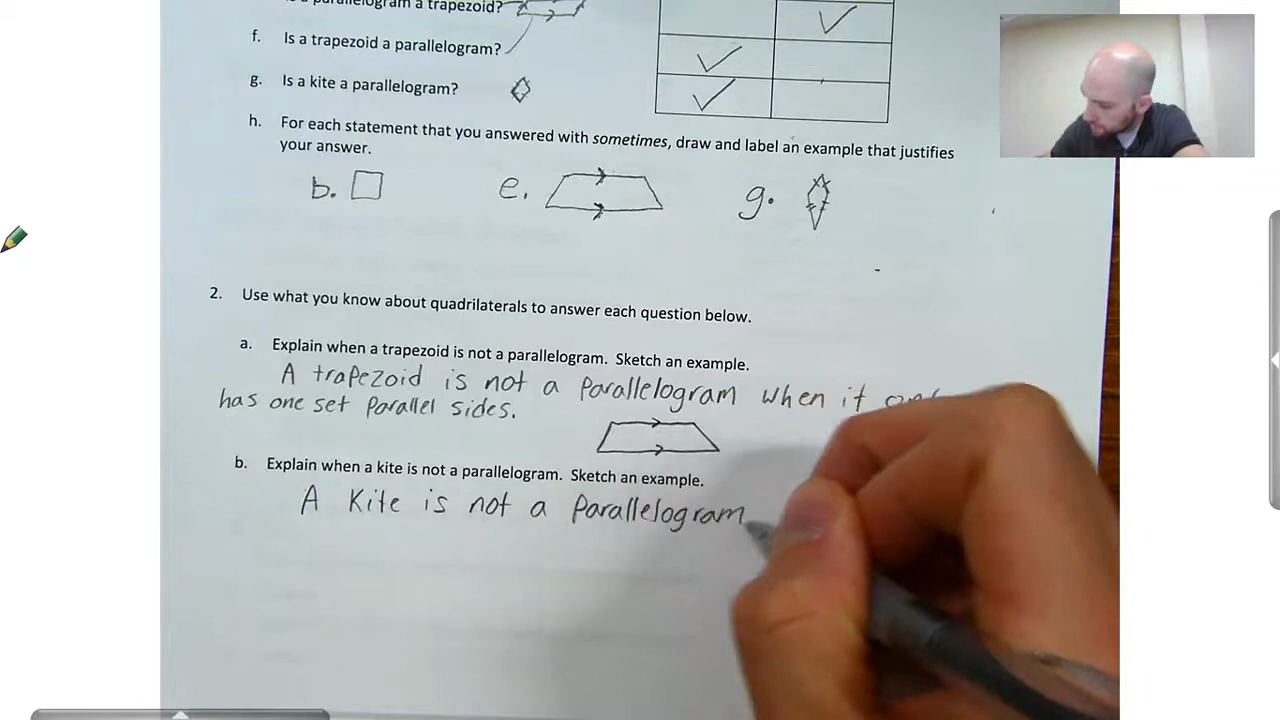 a parallelogram a trapezoid?
f. Is a trapezoid a parallelogram?
g. Is a kite a parallelogram?
h. For each statement that you answered with sometimes, draw and label an example that justifies
your answer.
b. e. g.
2. Use what you know about quadrilaterals to answer each question below.
a. Explain when a trapezoid is not a parallelogram. Sketch an example.
A trapezoid is not a parallelogram when it
has one set parallel sides.
b. Explain when a kite is not a parallelogram. Sketch an example.
A Kite is not a parallelogram